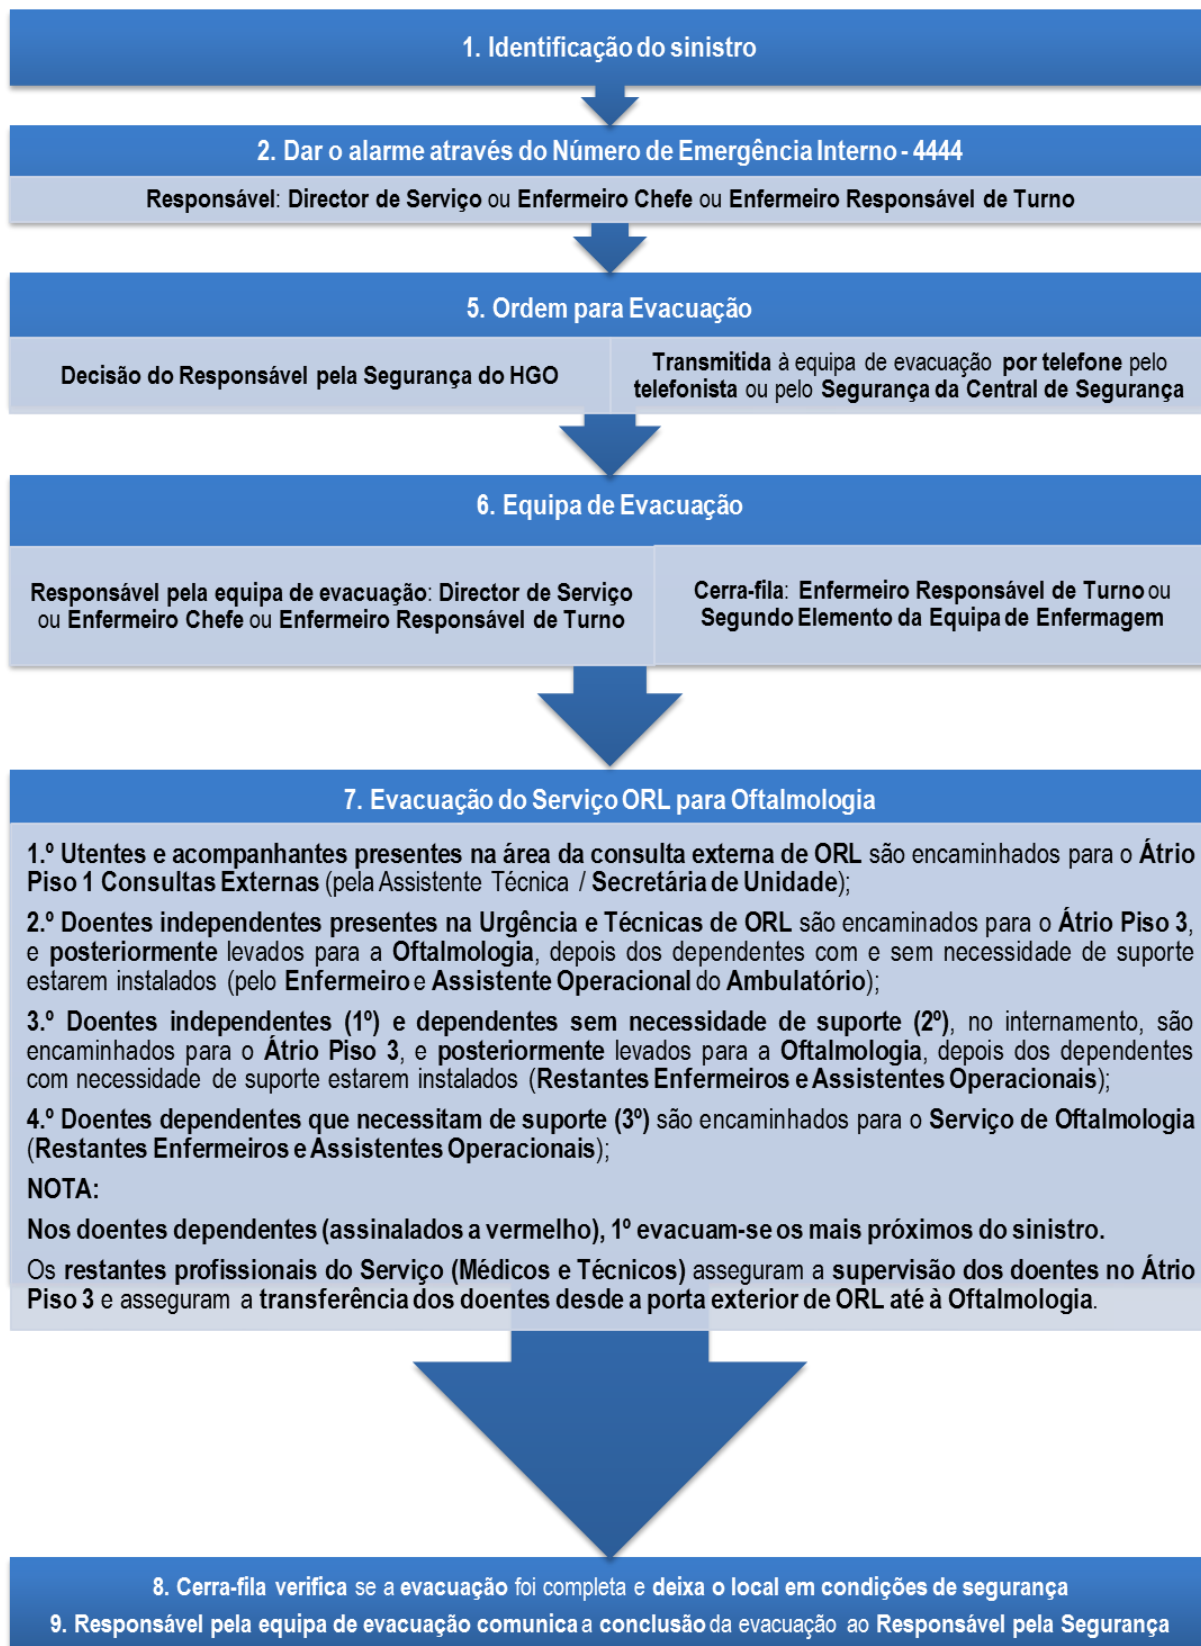 1. Identificação do sinistro
2. Dar o alarme através do Número de Emergência Interno - 4444
Responsável: Director de Serviço ou Enfermeiro Chefe ou Enfermeiro Responsável de Turno
5. Ordem para Evacuação
Decisão do Responsável pela Segurança do HGO
Transmitida à equipa de evacuação por telefone pelo
telefonista ou pelo Segurança da Central de Segurança
6. Equipa de Evacuação
Responsável pela equipa de evacuação: Director de Serviço
ou Enfermeiro Chefe ou Enfermeiro Responsável de Turno
Cerra-fila: Enfermeiro Responsável de Turno ou
Segundo Elemento da Equipa de Enfermagem
7. Evacuação do Serviço ORL para Oftalmologia
1.º Utentes e acompanhantes presentes na área da consulta externa de ORL são encaminhados para o Átrio
Piso 1 Consultas Externas (pela Assistente Técnica / Secretária de Unidade);
2.º Doentes independentes presentes na Urgência e Técnicas de ORL são encaminados para o Átrio Piso 3,
e posteriormente levados para a Oftalmologia, depois dos dependentes com e sem necessidade de suporte
estarem instalados (pelo Enfermeiro e Assistente Operacional do Ambulatório);
3.º Doentes independentes (1º) e dependentes sem necessidade de suporte (2º), no internamento, são
encaminhados para o Átrio Piso 3, e posteriormente levados para a Oftalmologia, depois dos dependentes
com necessidade de suporte estarem instalados (Restantes Enfermeiros e Assistentes Operacionais);
4.º Doentes dependentes que necessitam de suporte (3º) são encaminhados para o Serviço de Oftalmologia
(Restantes Enfermeiros e Assistentes Operacionais);
NOTA:
Nos doentes dependentes (assinalados a vermelho), 1º evacuam-se os mais próximos do sinistro.
Os restantes profissionais do Serviço (Médicos e Técnicos) asseguram a supervisão dos doentes no Átrio
Piso 3 e asseguram a transferência dos doentes desde a porta exterior de ORL até à Oftalmologia.
8. Cerra-fila verifica se a evacuação foi completa e deixa o local em condições de segurança
9. Responsável pela equipa de evacuação comunica a conclusão da evacuação ao Responsável pela Segurança